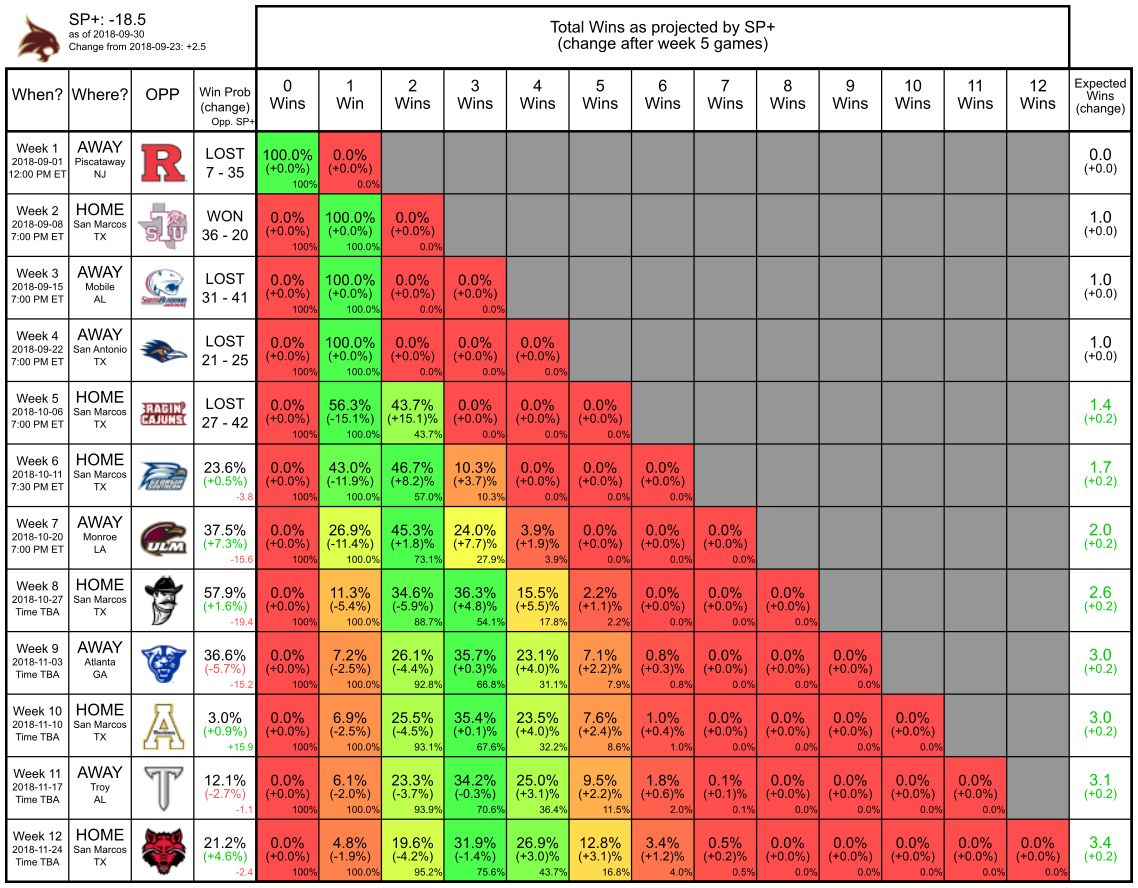 SP+: -18.5
as of 2018-09-30
Change from 2018-09-23: +2.5
Total Wins as projected by SP+
(change after week 5 games)
When? Where? OPP Win Prob (change) Opp. SP+ 0 Wins 1 Win 2 Wins 3 Wins 4 Wins 5 Wins 6 Wins 7 Wins 8 Wins 9 Wins 10 Wins 11 Wins 12 Wins Expected Wins (change)
Week 1 AWAY LOST 100.0% 0.0% 0.0
2018-09-01 Piscataway R 7 - 35 (+0.0%) (+0.0%) (+0.0)
12:00 PM ET NJ 100% 0.0%
Week 2 HOME WON 0.0% 100.0% 0.0% 1.0
2018-09-08 San Marcos 36 - 20 (+0.0%) (+0.0%) (+0.0%) (+0.0)
7:00 PM ET TX 100% 100.0% 0.0%
Week 3 AWAY LOST 0.0% 100.0% 0.0% 0.0% 1.0
2018-09-15 Mobile 31 - 41 (+0.0%) (+0.0%) (+0.0%) (+0.0%) (+0.0)
7:00 PM ET AL 100% 100.0% 0.0% 0.0%
Week 4 AWAY LOST 0.0% 100.0% 0.0% 0.0% 0.0% 1.0
2018-09-22 San Antonio 21 - 25 (+0.0%) (+0.0%) (+0.0%) (+0.0%) (+0.0%) (+0.0)
7:00 PM ET TX 100% 100.0% 0.0% 0.0% 0.0%
Week 5 HOME LOST 0.0% 56.3% 43.7% 0.0% 0.0% 0.0% 1.4
2018-10-06 San Marcos RAGIN' CAJUNS 27 - 42 (+0.0%) (-15.1%) (+15.1)% (+0.0%) (+0.0%) (+0.0%) (+0.2)
7:00 PM ET TX 100% 100.0% 43.7% 0.0% 0.0% 0.0%
Week 6 HOME 23.6% 0.0% 43.0% 46.7% 10.3% 0.0% 0.0% 0.0% 1.7
2018-10-11 San Marcos GEORGIA SOUTHERN (+0.5%) (+0.0%) (-11.9%) (+8.2)% (+3.7)% (+0.0%) (+0.0%) (+0.0%) (+0.2)
7:30 PM ET TX -3.8 100% 100.0% 57.0% 10.3% 0.0% 0.0% 0.0%
Week 7 AWAY 37.5% 0.0% 26.9% 45.3% 24.0% 3.9% 0.0% 0.0% 0.0% 2.0
2018-10-20 Monroe ULM (+7.3%) (+0.0%) (-11.4%) (+1.8)% (+7.7)% (+1.9)% (+0.0%) (+0.0%) (+0.0%) (+0.2)
7:00 PM ET LA -15.6 100% 100.0% 73.1% 27.9% 3.9% 0.0% 0.0% 0.0%
Week 8 HOME 57.9% 0.0% 11.3% 34.6% 36.3% 15.5% 2.2% 0.0% 0.0% 0.0% 2.6
2018-10-27 San Marcos (+1.6%) (+0.0%) (-5.4%) (-5.9%) (+4.8)% (+5.5)% (+1.1)% (+0.0%) (+0.0%) (+0.0%) (+0.2)
Time TBA TX -19.4 100% 100.0% 88.7% 54.1% 17.8% 2.2% 0.0% 0.0% 0.0%
Week 9 AWAY 36.6% 0.0% 7.2% 26.1% 35.7% 23.1% 7.1% 0.8% 0.0% 0.0% 3.0
2018-11-03 Atlanta (-5.7%) (+0.0%) (-2.5%) (-4.4%) (+0.3)% (+4.0)% (+2.2)% (+0.3)% (+0.0%) (+0.0%) (+0.2)
Time TBA GA -15.2 100% 100.0% 92.8% 66.8% 31.1% 7.9% 0.8% 0.0% 0.0%
Week 10 HOME 3.0% 0.0% 6.9% 25.5% 35.4% 23.5% 7.6% 1.0% 0.0% 0.0% 0.0% 0.0% 3.0
2018-11-10 San Marcos A (+0.9%) (+0.0%) (-2.5%) (-4.5%) (+0.1)% (+4.0)% (+2.4)% (+0.4)% (+0.0%) (+0.0%) (+0.0%) (+0.0%) (+0.2)
Time TBA TX +15.9 100% 100.0% 93.1% 67.6% 32.2% 8.6% 1.0% 0.0% 0.0% 0.0% 0.0%
Week 11 AWAY 12.1% 0.0% 6.1% 23.3% 34.2% 25.0% 9.5% 1.8% 0.1% 0.0% 0.0% 0.0% 0.0% 3.1
2018-11-17 Troy T (-2.7%) (+0.0%) (-2.0%) (-3.7%) (-0.3%) (+3.1)% (+2.2)% (+0.6)% (+0.1)% (+0.0%) (+0.0%) (+0.0%) (+0.0%) (+0.2)
Time TBA AL -1.1 100% 100.0% 93.9% 70.6% 36.4% 11.5% 2.0% 0.1% 0.0% 0.0% 0.0% 0.0%
Week 12 HOME 21.2% 0.0% 4.8% 19.6% 31.9% 26.9% 12.8% 3.4% 0.5% 0.0% 0.0% 0.0% 0.0% 0.0% 3.4
2018-11-24 San Marcos (+4.6%) (+0.0%) (-1.9%) (-4.2%) (-1.4%) (+3.0)% (+3.1)% (+1.2)% (+0.2)% (+0.0%) (+0.0%) (+0.0%) (+0.0%) (+0.0%) (+0.2)
Time TBA TX -2.4 100% 100.0% 95.2% 75.6% 43.7% 16.8% 4.0% 0.5% 0.0% 0.0% 0.0% 0.0% 0.0%